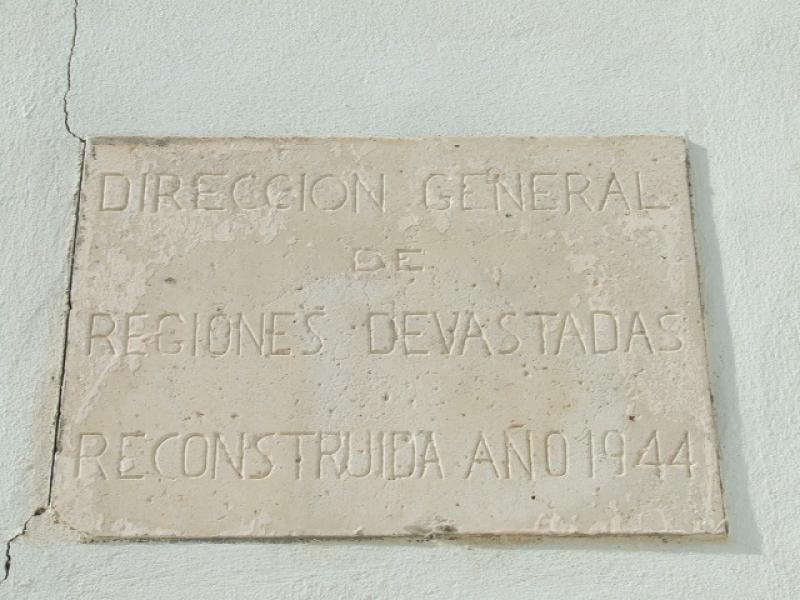 DIRECCION GENERAL
DE
REGIONES DEVASTADAS
RECONSTRUIDA AÑO 1944